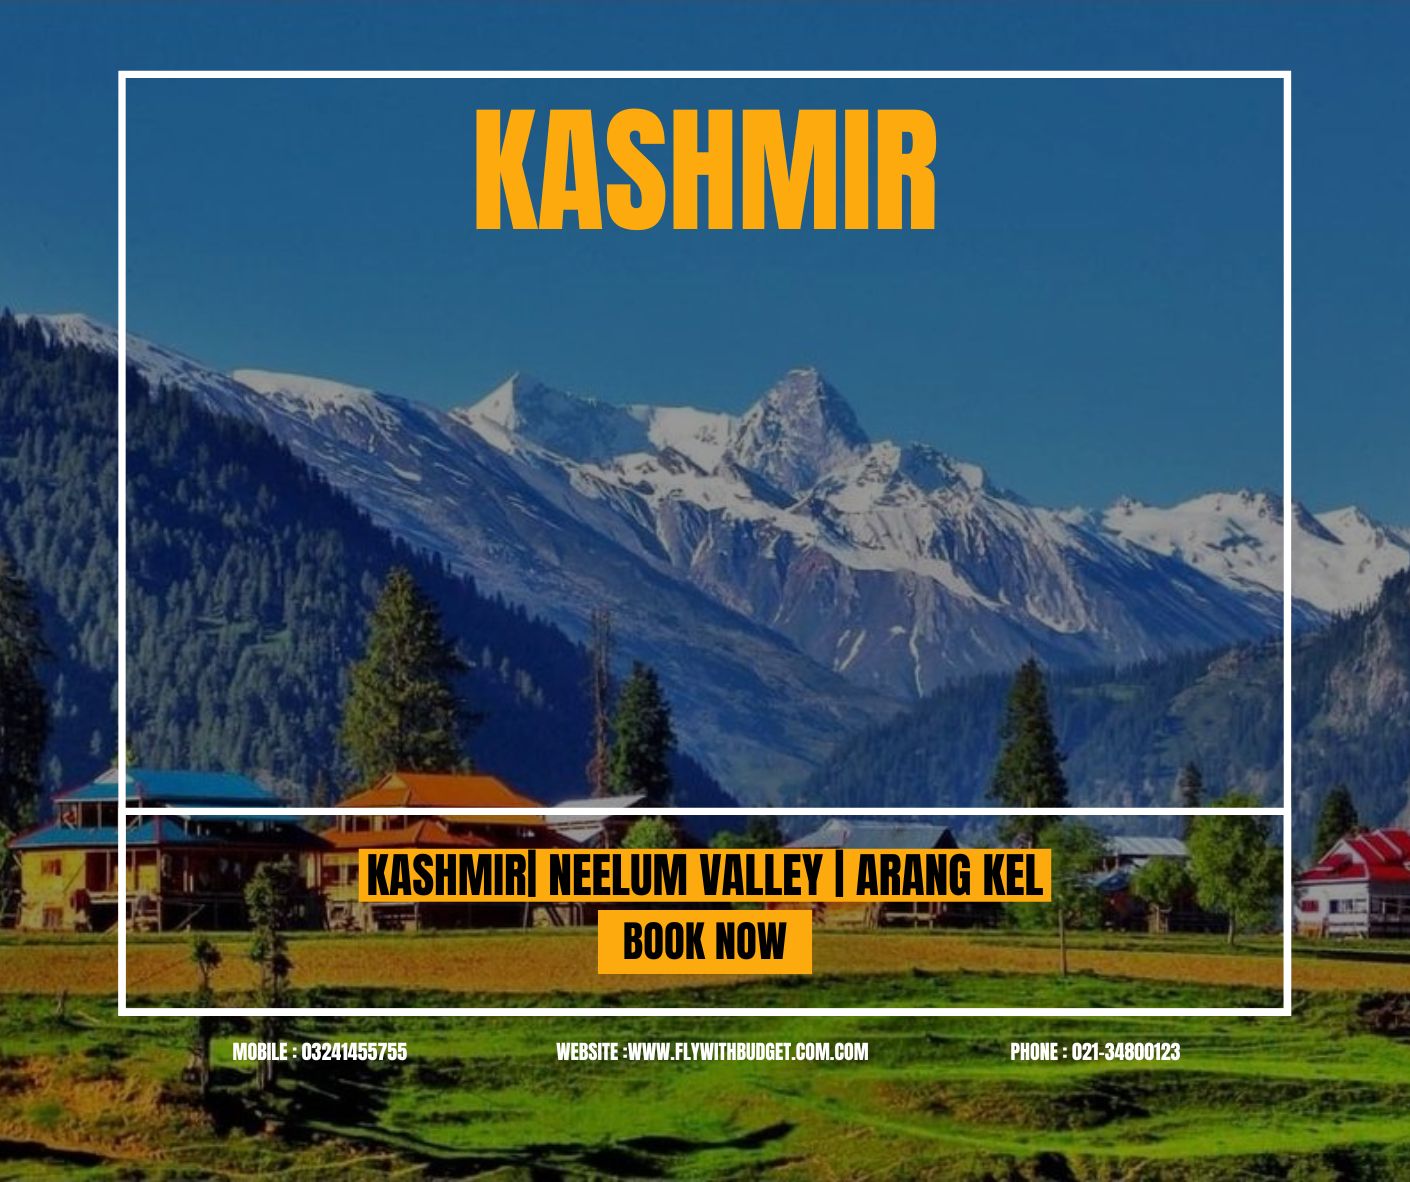 KASHMIR
KASHMIR| NEELUM VALLEY | ARANG KEL
BOOK NOW
MOBILE : 03241455755
WEBSITE :WWW.FLYWITHBUDGET.COM.COM
PHONE : 021-34800123